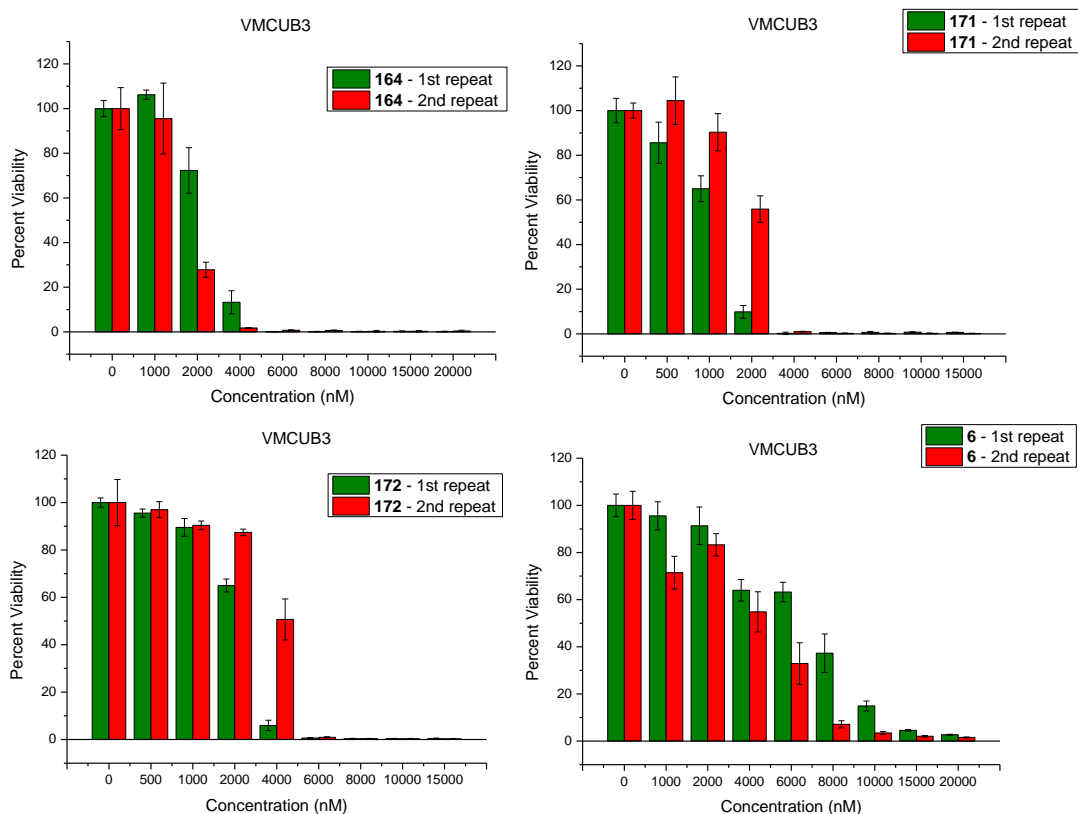 VMCUB3
164 - 1st repeat
164 - 2nd repeat
Percent Viability
120
100
80
60
40
20
0
0 1000 2000 4000 6000 8000 10000 15000 20000
Concentration (nM)
VMCUB3
171 - 1st repeat
171 - 2nd repeat
Percent Viability
120
100
80
60
40
20
0
0 500 1000 2000 4000 6000 8000 10000 15000
Concentration (nM)
VMCUB3
172 - 1st repeat
172 - 2nd repeat
Percent Viability
120
100
80
60
40
20
0
0 500 1000 2000 4000 6000 8000 10000 15000
Concentration (nM)
VMCUB3
6 - 1st repeat
6 - 2nd repeat
Percent Viability
120
100
80
60
40
20
0
0 1000 2000 4000 6000 8000 10000 15000 20000
Concentration (nM)